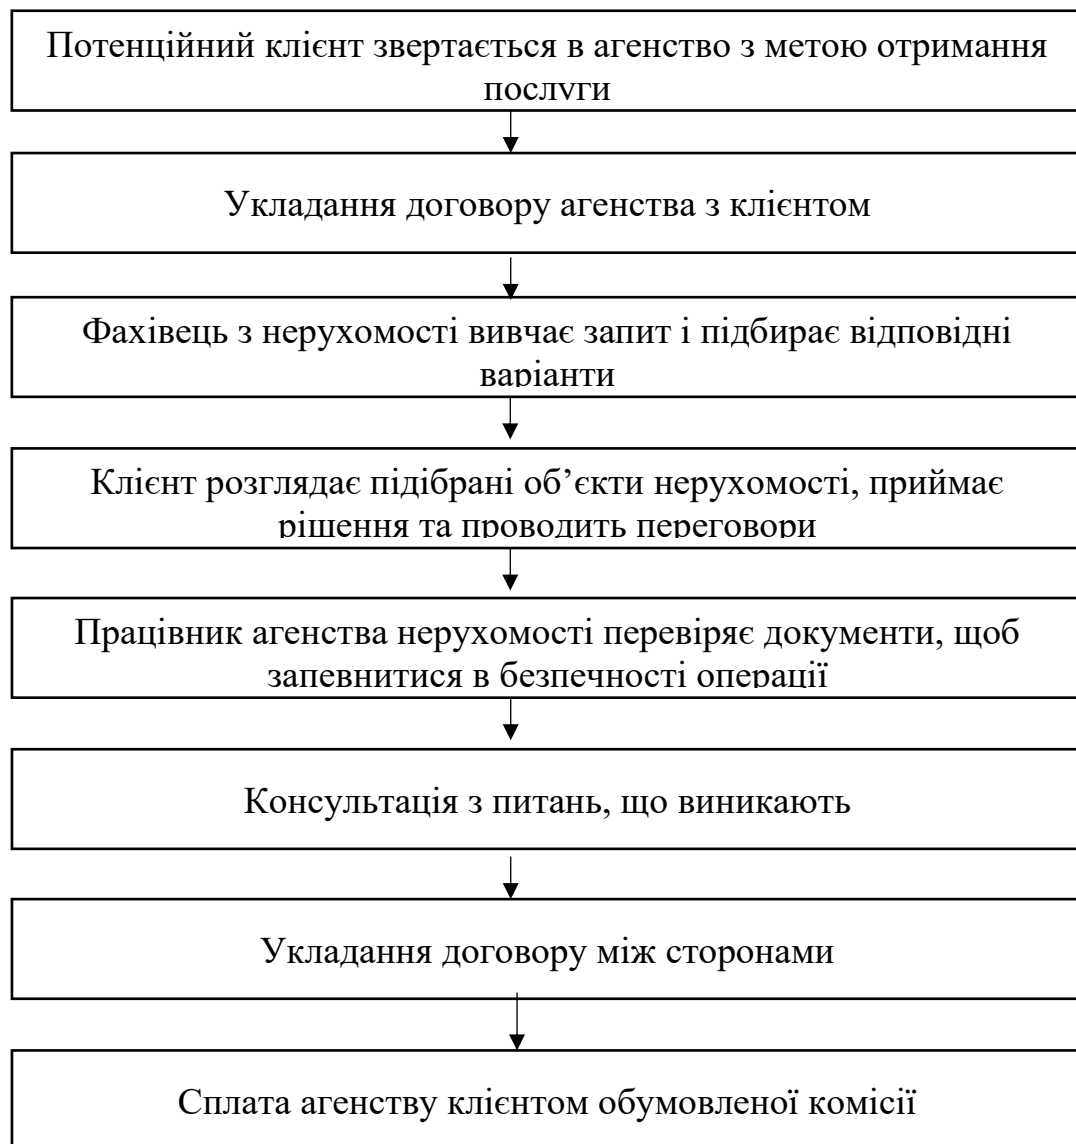 Потенційний клієнт звертається в агенство з метою отримання
послуги
Укладання договору агенства з клієнтом
Фахівець з нерухомості вивчає запит і підбирає відповідні
варіанти
Клієнт розглядає підібрані об’єкти нерухомості, приймає
рішення та проводить переговори
Працівник агенства нерухомості перевіряє документи, щоб
запевнитися в безпечності операції
Консультація з питань, що виникають
Укладання договору між сторонами
Сплата агенству клієнтом обумовленої комісії